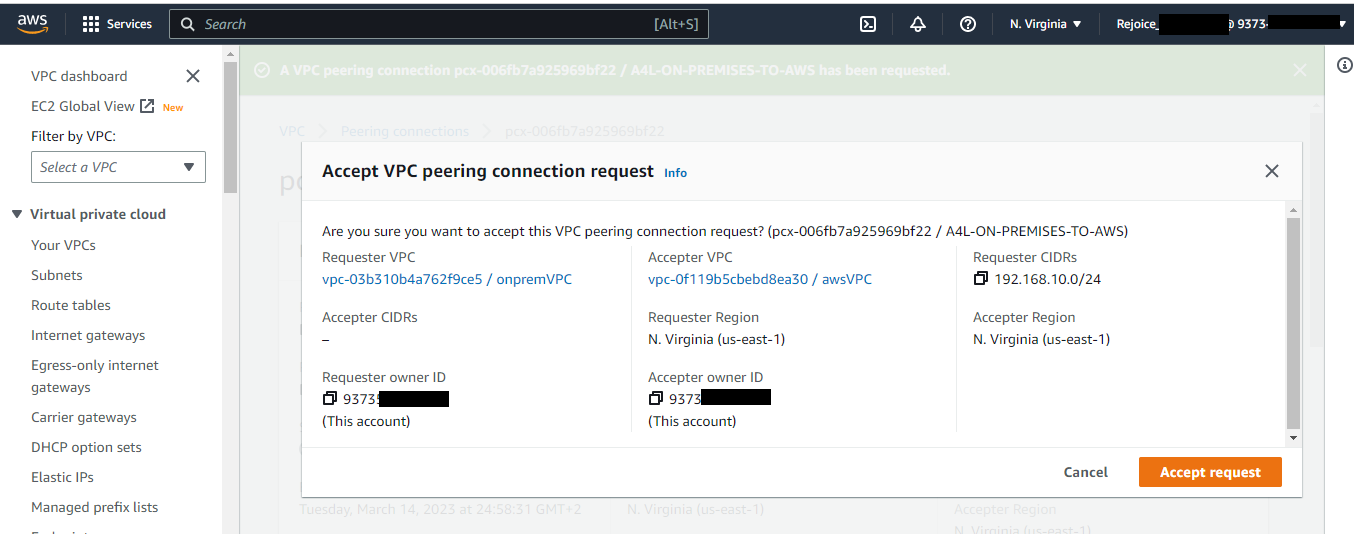 aws
Services
Search
[Alt+S]
N. Virginia
Rejoice_
@ 9373-
VPC dashboard
EC2 Global View
New
Filter by VPC:
Select a VPC
Virtual private cloud
Your VPCs
Subnets
Route tables
Internet gateways
Egress-only internet
gateways
Carrier gateways
DHCP option sets
Elastic IPs
Managed prefix lists
A VPC peering connection pcx-006fb7a925969bf22 / A4L-ON-PREMISES-TO-AWS has been requested.
VPC
Peering connections
pcx-006fb7a925969bf22
Accept VPC peering connection request
Info
Are you sure you want to accept this VPC peering connection request? (pcx-006fb7a925969bf22 / A4L-ON-PREMISES-TO-AWS)
Requester VPC
vpc-03b310b4a762f9ce5 / onpremVPC
Accepter VPC
vpc-0f119b5cbebd8ea30 / awsVPC
Requester CIDRs
192.168.10.0/24
Accepter CIDRs
–
Requester Region
N. Virginia (us-east-1)
Accepter Region
N. Virginia (us-east-1)
Requester owner ID
9373
(This account)
Accepter owner ID
9373
(This account)
Cancel
Accept request
Tuesday, March 14, 2023 at 24:58:31 GMT+2
N. Virginia (us-east-1)
Accepter Region
N. Virginia (us-east-1)